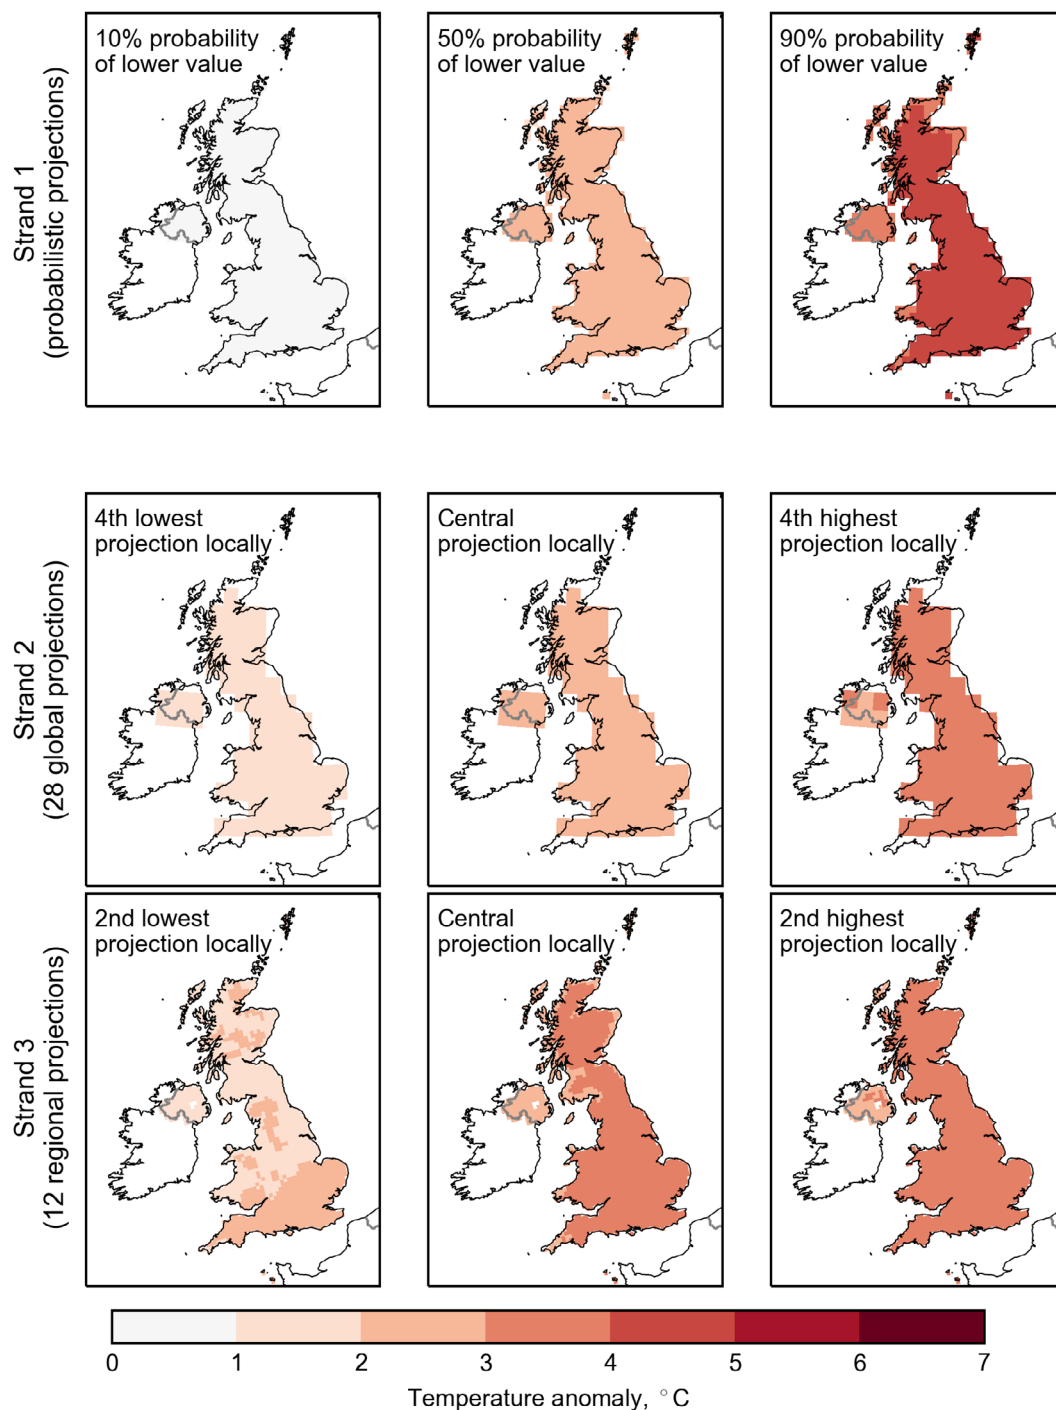 10% probability
of lower value
50% probability
of lower value
90% probability
of lower value
Strand 1
(probabilistic projections)
4th lowest
projection locally
Central
projection locally
4th highest
projection locally
Strand 2
(28 global projections)
2nd lowest
projection locally
Central
projection locally
2nd highest
projection locally
Strand 3
(12 regional projections)
0 1 2 3 4 5 6 7
Temperature anomaly, °C